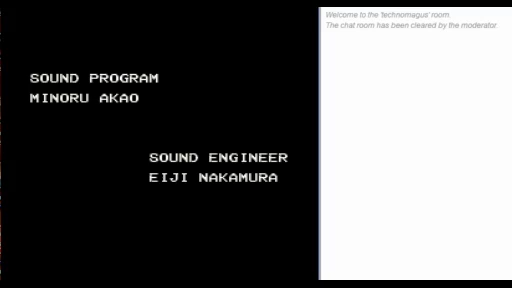 SOUND PROGRAM
MINORU AKAO
SOUND ENGINEER
EIJI NAKAMURA
Welcome to the 'technomagus' room
The chat room has been cleared by the moderator.